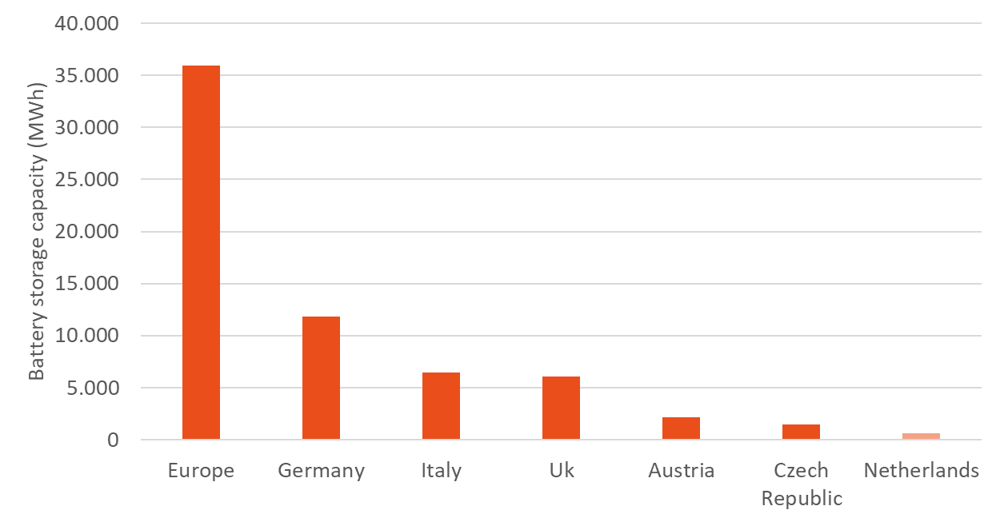 Battery storage capacity (MWh)
40.000
35.000
30.000
25.000
20.000
15.000
10.000
5.000
0
Europe
Germany
Italy
Uk
Austria
Czech
Republic
Netherlands